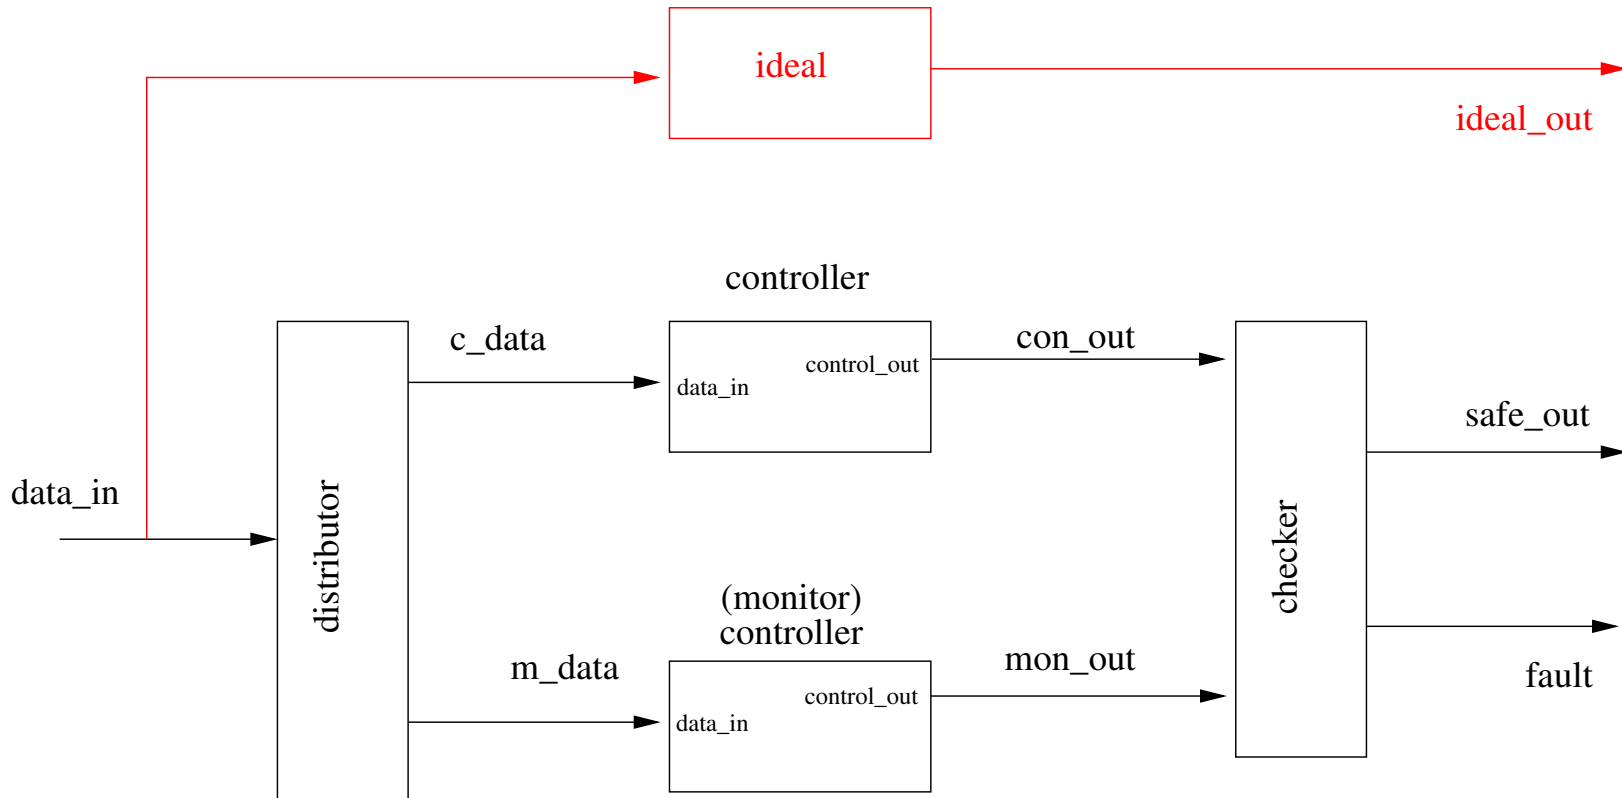 ideal
ideal_out
controller
c_data
control_out
data_in
con_out
safe_out
data_in
distributor
checker
(monitor)
controller
m_data
control_out
data_in
mon_out
fault